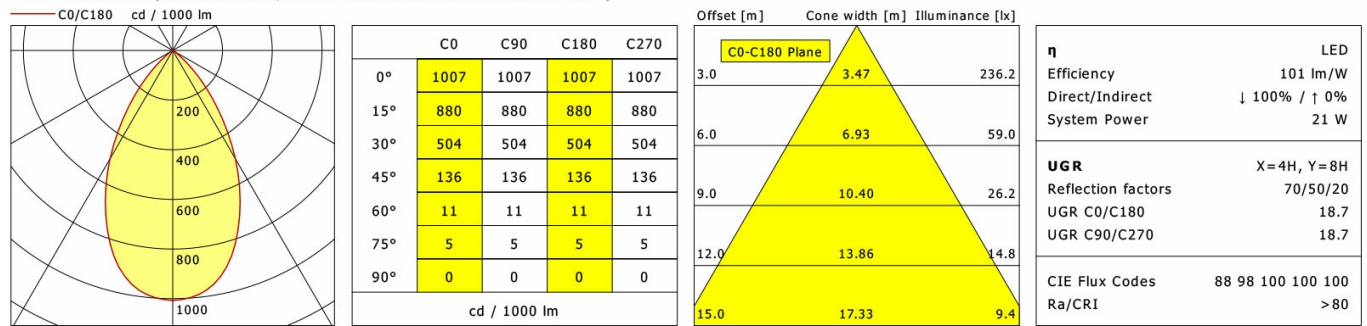 C0/C180 cd / 1000 lm
200
400
600
800
1000
C0 C90 C180 C270
0° 1007 1007 1007 1007
15° 880 880 880 880
30° 504 504 504 504
45° 136 136 136 136
60° 11 11 11 11
75° 5 5 5 5
90° 0 0 0 0
cd / 1000 lm
Offset [m] Cone width [m] Illuminance [lx]
C0-C180 Plane
3.0 3.47 236.2
6.0 6.93 59.0
9.0 10.40 26.2
12.0 13.86 14.8
15.0 17.33 9.4
η LED
Efficiency 101 lm/W
Direct/Indirect ↓ 100% / ↑ 0%
System Power 21 W
UGR X=4H, Y=8H
Reflection factors 70/50/20
UGR C0/C180 18.7
UGR C90/C270 18.7
CIE Flux Codes 88 98 100 100 100
Ra/CRI >80